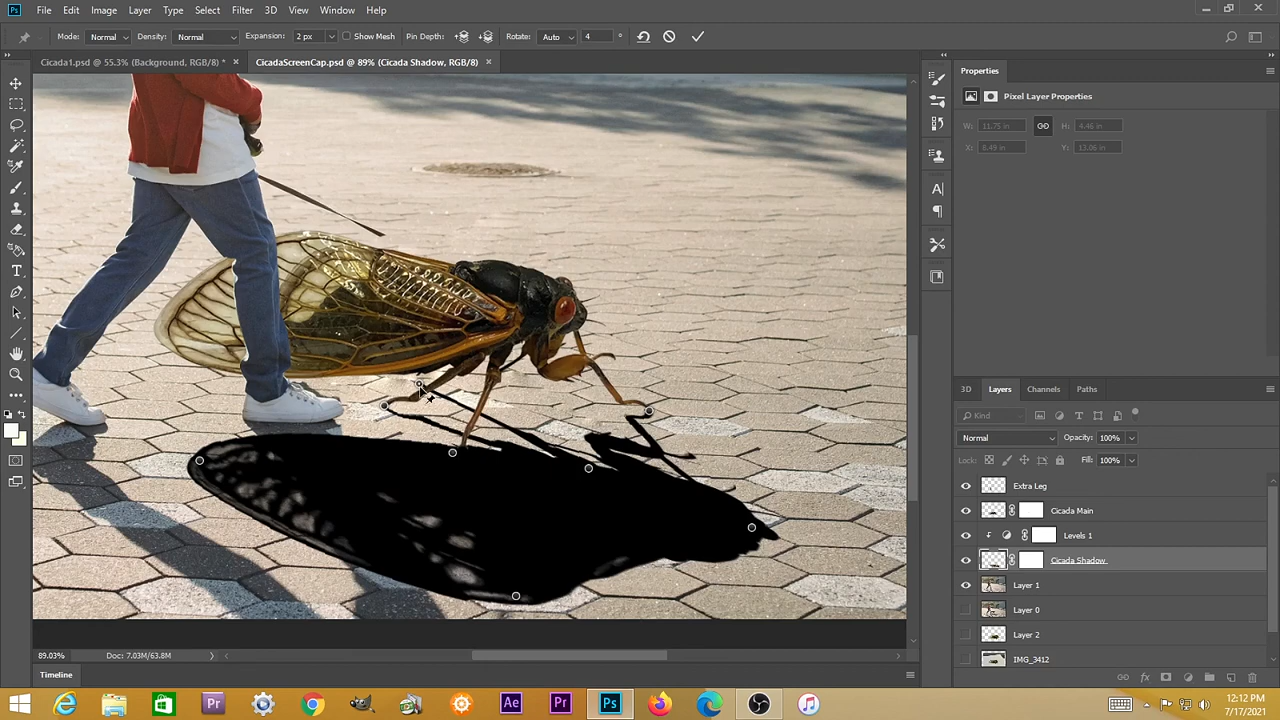 Ps File Edit Image Layer Type Select Filter 3D View Window Help
Mode: Normal Density: Normal Expansion: 2 px Show Mesh Pin Depth: Rotate: Auto 4 °
Cicada1.psd @ 55.3% (Background, RGB/8) * × CicadaScreenCap.psd @ 89% (Cicada Shadow, RGB/8) ×
Properties
Pixel Layer Properties
W: 11.75 in H: 4.46 in
X: 8.49 in Y: 13.06 in
3D Layers Channels Paths
Kind
Normal Opacity: 100%
Lock: Fill: 100%
Extra Leg
Cicada Main
Levels 1
Cicada Shadow
Layer 1
Layer 0
Layer 2
IMG_3412
89.03% Doc: 7.03M/63.8M
Timeline
Pr Ae Pr Ps
12:12 PM
7/17/2021